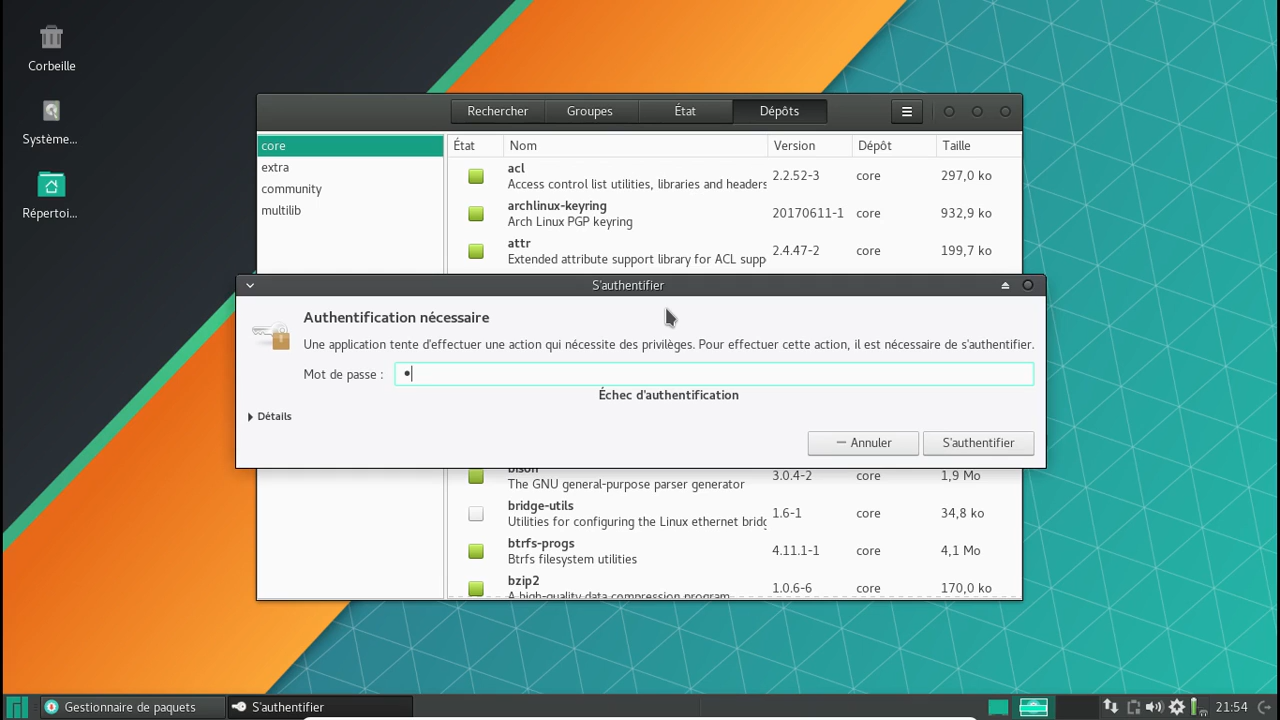 Corbeille
Système...
Répertoi...
Rechercher Groupes État Dépôts
core
extra
community
multilib
État Nom Version Dépôt Taille
acl
Access control list utilities, libraries and headers
2.2.52-3 core 297,0 ko
archlinux-keyring
Arch Linux PGP keyring
20170611-1 core 932,9 ko
attr
Extended attribute support library for ACL supp
2.4.47-2 core 199,7 ko
S'authentifier
Authentification nécessaire
Une application tente d'effectuer une action qui nécessite des privilèges. Pour effectuer cette action, il est nécessaire de s'authentifier.
Mot de passe : •
Échec d'authentification
Détails
Annuler S'authentifier
bison
The GNU general-purpose parser generator
3.0.4-2 core 1,9 Mo
bridge-utils
Utilities for configuring the Linux ethernet bridg
1.6-1 core 34,8 ko
btrfs-progs
Btrfs filesystem utilities
4.11.1-1 core 4,1 Mo
bzip2
A high-quality data compression program
1.0.6-6 core 170,0 ko
Gestionnaire de paquets S'authentifier 21:54